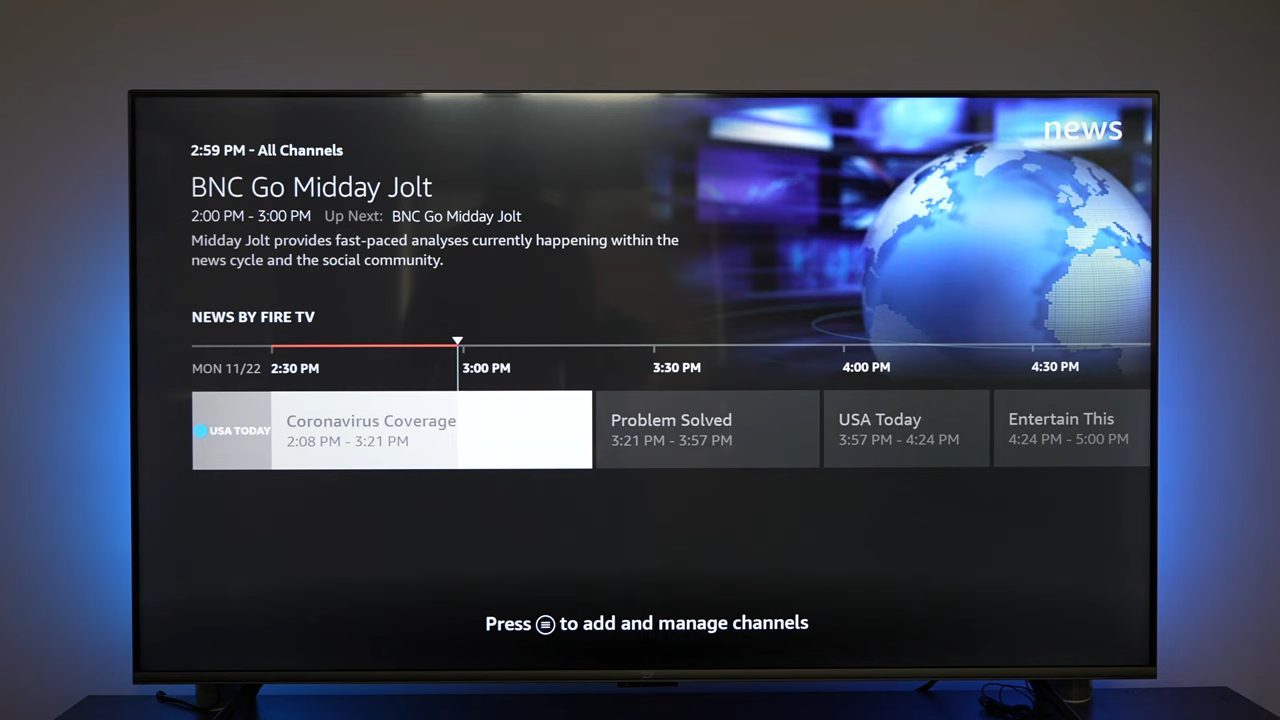 news
2:59 PM - All Channels
BNC Go Midday Jolt
2:00 PM - 3:00 PM Up Next: BNC Go Midday Jolt
Midday Jolt provides fast-paced analyses currently happening within the
news cycle and the social community.
NEWS BY FIRE TV
MON 11/22 2:30 PM 3:00 PM 3:30 PM 4:00 PM 4:30 PM
USA TODAY
Coronavirus Coverage
2:08 PM - 3:21 PM
Problem Solved
3:21 PM - 3:57 PM
USA Today
3:57 PM - 4:24 PM
Entertain This
4:24 PM - 5:00 PM
Press to add and manage channels